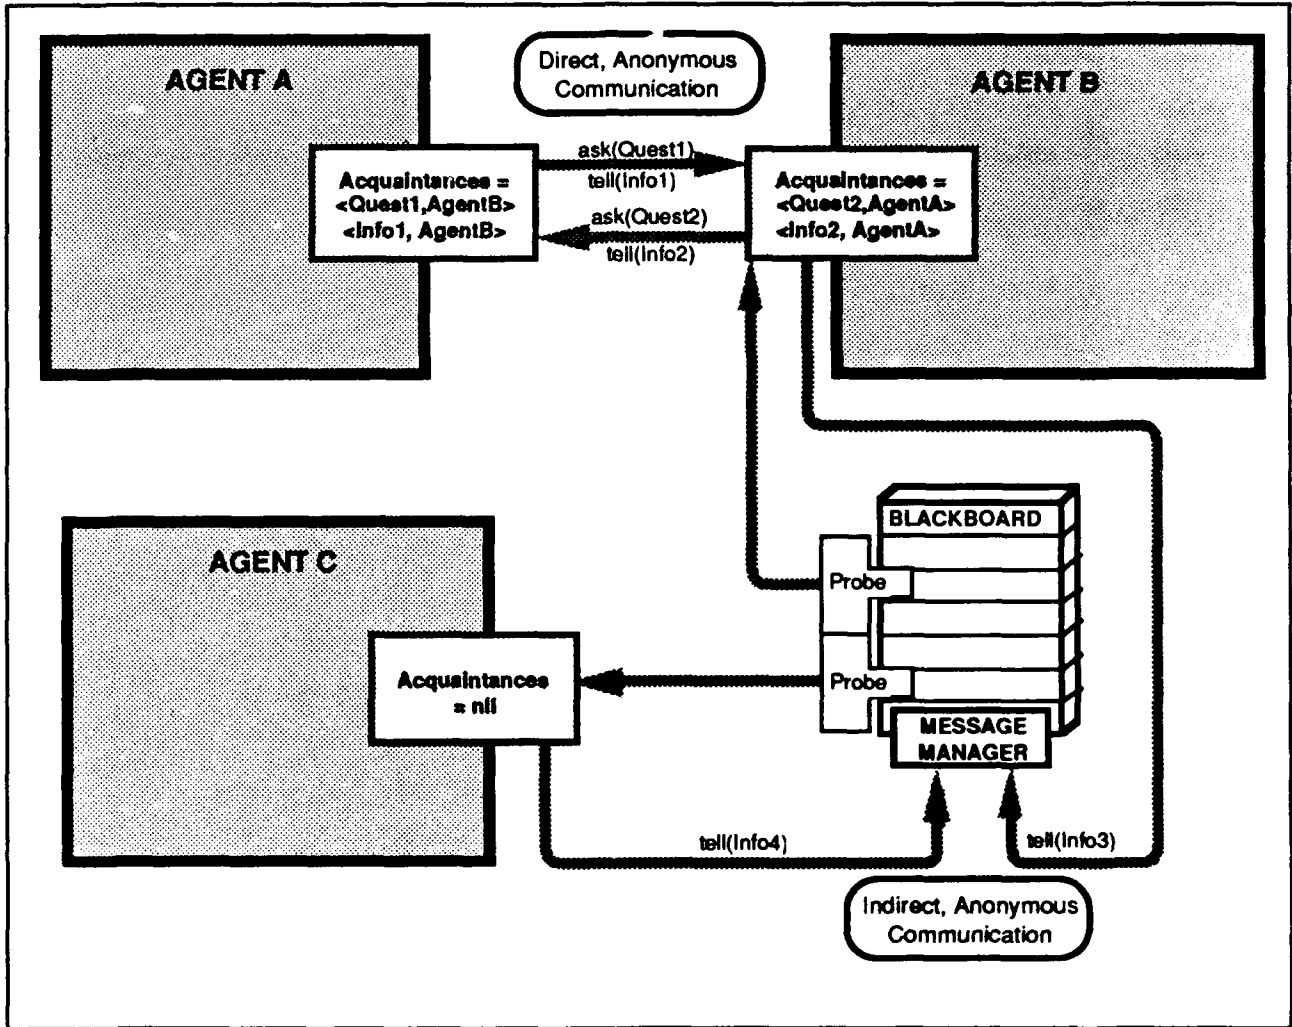 Direct, Anonymous
Communication
AGENT A
AGENT B
Acquaintances =
<Quest1,AgentB>
<Info1, AgentB>
ask(Quest1)
tell(Info1)
ask(Quest2)
tell(Info2)
Acquaintances =
<Quest2,AgentA>
<Info2, AgentA>
BLACKBOARD
Probe
Probe
MESSAGE
MANAGER
AGENT C
Acquaintances
= nil
tell(Info4)
tell(Info3)
Indirect, Anonymous
Communication